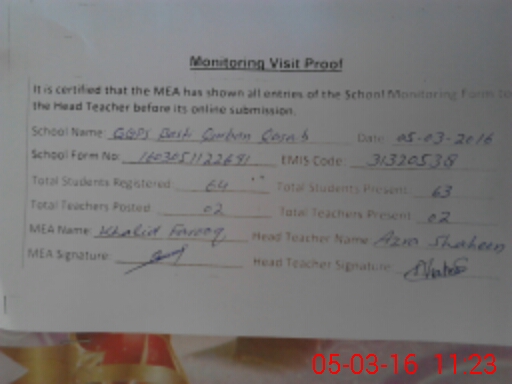 Monitoring Visit Proof
It is certified that the MEA has shown all entries of the School Monitoring Form to
the Head Teacher before its online submission.
School Name: GGPS Basti Qurban Date: 05-03-2016
School Form No: EMIS Code: 31320538
Total Students Registered: 64 Total Students Present: 63
Total Teachers Posted: 02 Total Teachers Present: 02
MEA Name: Khalid Farooq Head Teacher Name Azra Shaheen
MEA Signature: Head Teacher Signature:
05-03-16 11:23